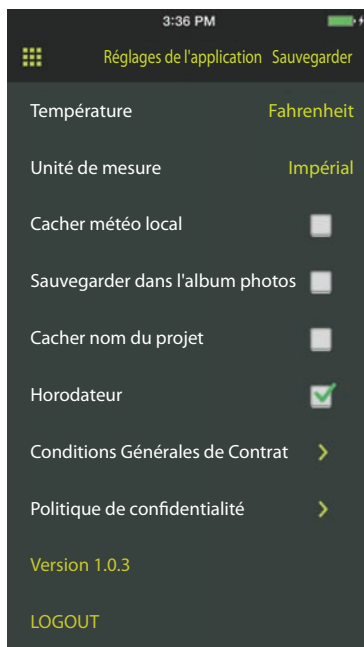 3:36 PM
Réglages de l'application Sauvegarder
Température Fahrenheit
Unité de mesure Impérial
Cacher météo local
Sauvegarder dans l'album photos
Cacher nom du projet
Horodateur
Conditions Générales de Contrat
Politique de confidentialité
Version 1.0.3
LOGOUT